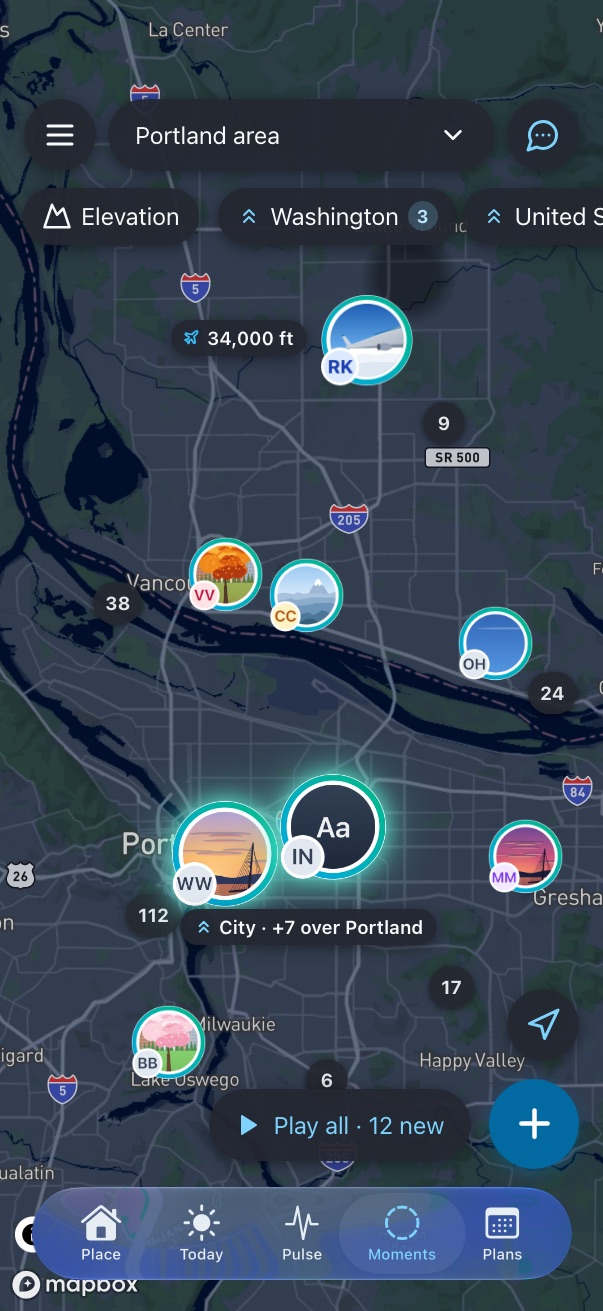 La Center
5
Portland area
Elevation
Washington 3
United S
5
34,000 ft
RK
9
SR 500
205
Vanco
VV
CC
38
OH
24
84
Aa
IN
Port
WW
MM
26
Gresha
112
City · +7 over Portland
17
Milwaukie
igard
BB
Happy Valley
Lake Oswego
5
6
Play all · 12 new
ualatin
Place
Today
Pulse
Moments
Plans
mapbox